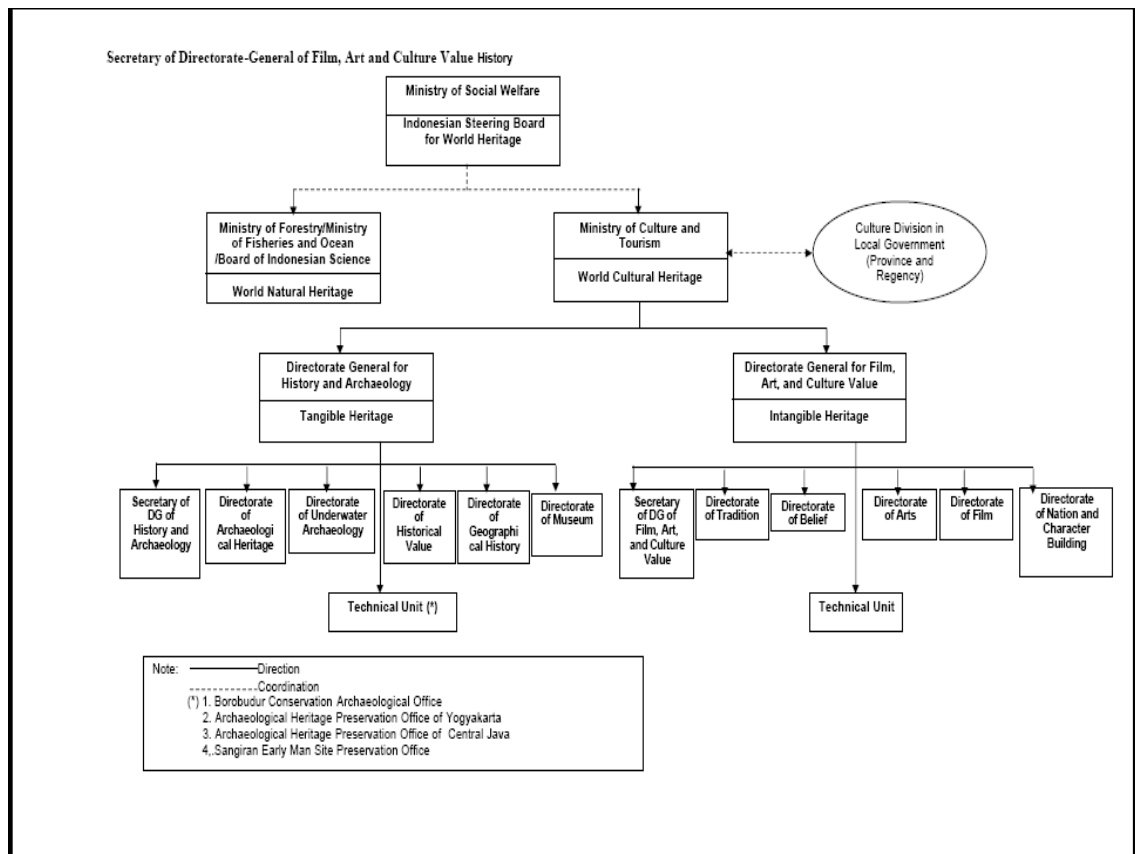 Secretary of Directorate-General of Film, Art and Culture Value History
Ministry of Social Welfare
Indonesian Steering Board
for World Heritage
Ministry of Forestry/Ministry
of Fisheries and Ocean
/Board of Indonesian Science
World Natural Heritage
Ministry of Culture and
Tourism
World Cultural Heritage
Culture Division in
Local Government
(Province and
Regency)
Directorate General for
History and Archaeology
Tangible Heritage
Directorate General for Film,
Art, and Culture Value
Intangible Heritage
Secretary of
DG of
History and
Archaeology
Directorate
of
Archaeologi
cal Heritage
Directorate
of Underwater
Archaeology
Directorate
of
Historical
Value
Directorate
of
Geographi
cal History
Directorate
of Museum
Secretary
of DG of
Film, Art,
and Culture
Value
Directorate
of Tradition
Directorate
of Belief
Directorate
of Arts
Directorate
of Film
Directorate
of Nation and
Character
Building
Technical Unit (*)
Technical Unit
Note: Direction
Coordination
(*) 1. Borobudur Conservation Archaeological Office
2. Archaeological Heritage Preservation Office of Yogyakarta
3. Archaeological Heritage Preservation Office of Central Java
4,.Sangiran Early Man Site Preservation Office